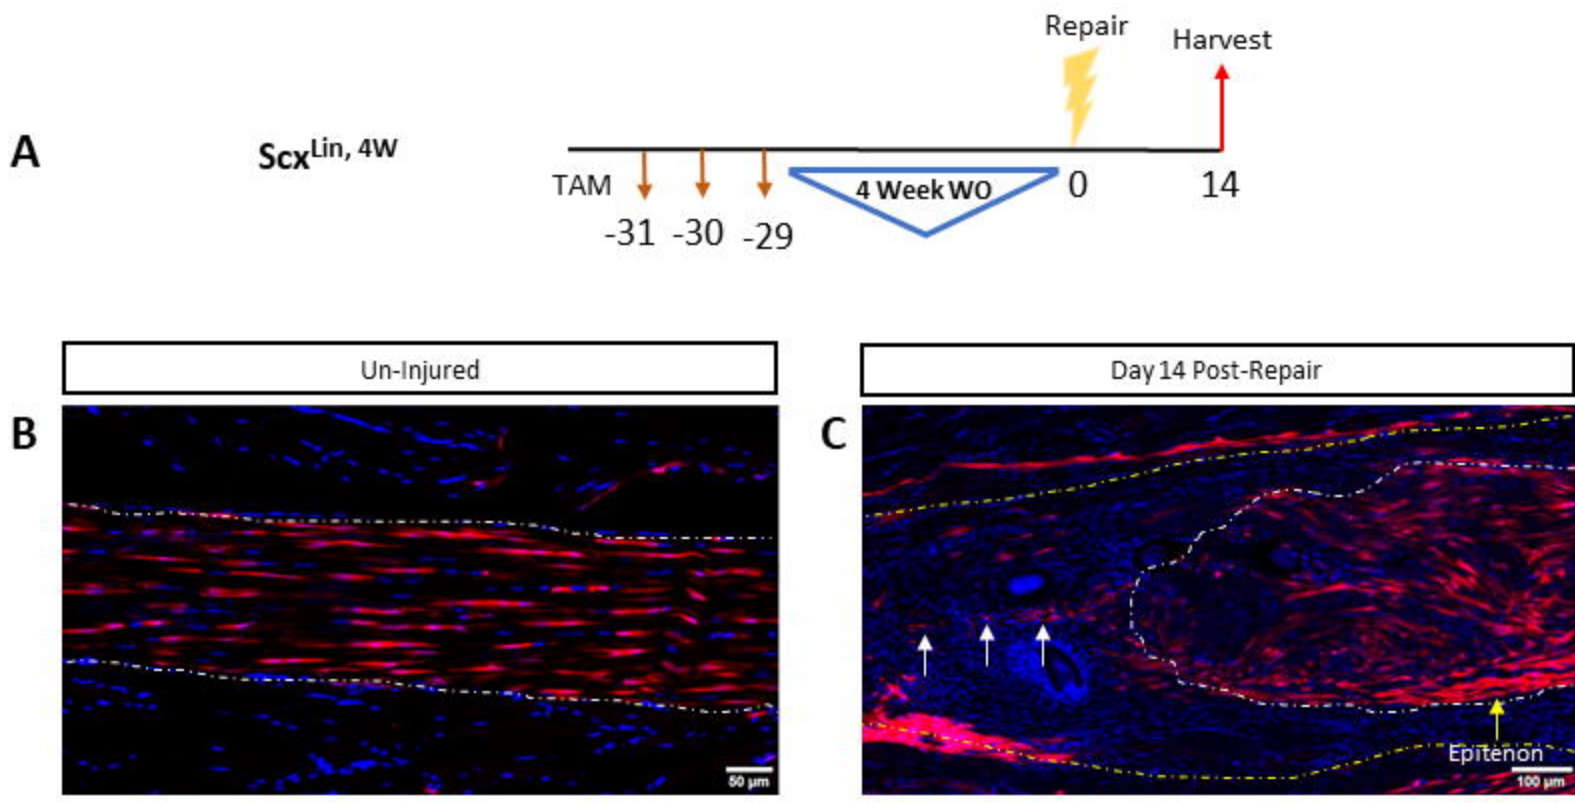 Repair
Harvest
A
Scx^Lin, 4W
TAM
4 Week WO
0
14
-31 -30 -29
Un-Injured
Day 14 Post-Repair
B
C
Epitenon
50 μm
100 μm